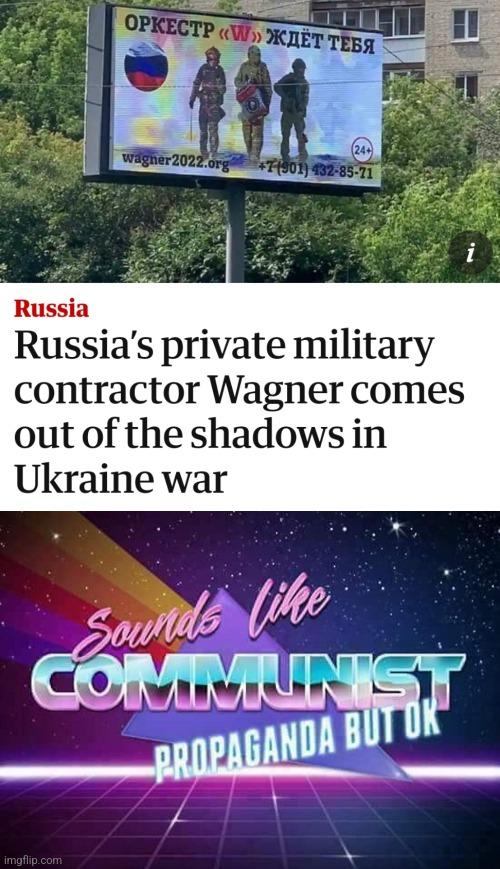 ОРКЕСТР «W» ЖДЁТ ТЕБЯ
24+
wagner2022.org +7(901) 432-85-71
i
Russia
Russia's private military
contractor Wagner comes
out of the shadows in
Ukraine war
Sounds like
COMMUNIST
PROPAGANDA BUT OK
imgflip.com